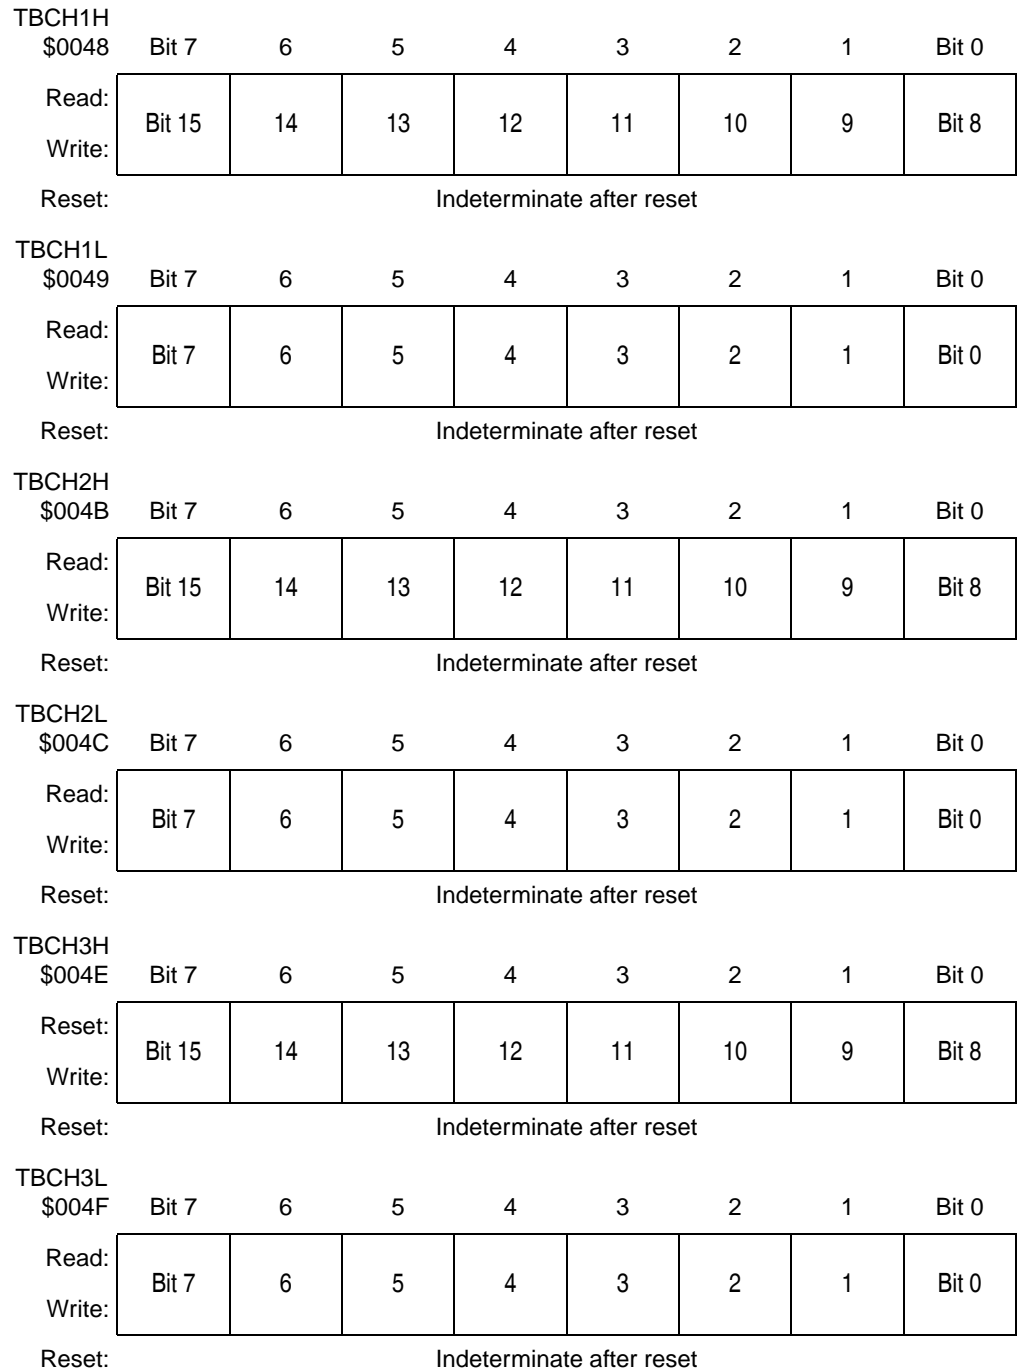 TBCH1H
$0048 Bit 7 6 5 4 3 2 1 Bit 0
Read:
Bit 15 14 13 12 11 10 9 Bit 8
Write:
Reset: Indeterminate after reset
TBCH1L
$0049 Bit 7 6 5 4 3 2 1 Bit 0
Read:
Bit 7 6 5 4 3 2 1 Bit 0
Write:
Reset: Indeterminate after reset
TBCH2H
$004B Bit 7 6 5 4 3 2 1 Bit 0
Read:
Bit 15 14 13 12 11 10 9 Bit 8
Write:
Reset: Indeterminate after reset
TBCH2L
$004C Bit 7 6 5 4 3 2 1 Bit 0
Read:
Bit 7 6 5 4 3 2 1 Bit 0
Write:
Reset: Indeterminate after reset
TBCH3H
$004E Bit 7 6 5 4 3 2 1 Bit 0
Reset:
Bit 15 14 13 12 11 10 9 Bit 8
Write:
Reset: Indeterminate after reset
TBCH3L
$004F Bit 7 6 5 4 3 2 1 Bit 0
Read:
Bit 7 6 5 4 3 2 1 Bit 0
Write:
Reset: Indeterminate after reset